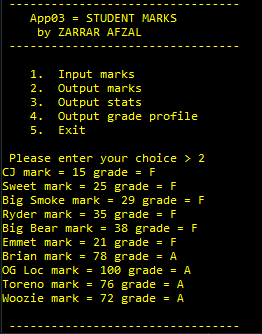 ---------------------------------
App03 = STUDENT MARKS
by ZARRAR AFZAL
---------------------------------
1. Input marks
2. Output marks
3. Output stats
4. Output grade profile
5. Exit
Please enter your choice > 2
CJ mark = 15 grade = F
Sweet mark = 25 grade = F
Big Smoke mark = 29 grade = F
Ryder mark = 35 grade = F
Big Bear mark = 38 grade = F
Emmet mark = 21 grade = F
Brian mark = 78 grade = A
OG Loc mark = 100 grade = A
Toreno mark = 76 grade = A
Woozie mark = 72 grade = A
---------------------------------